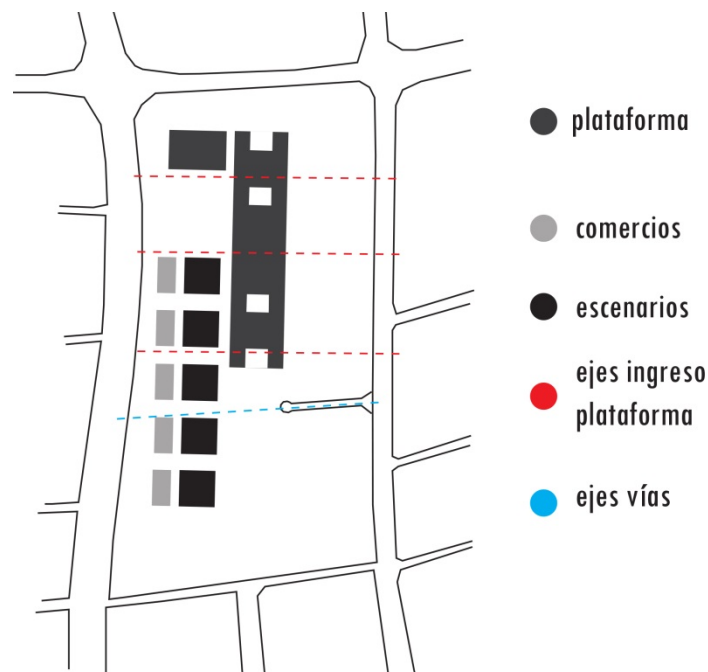 plataforma
comercios
escenarios
ejes ingreso
plataforma
ejes vías